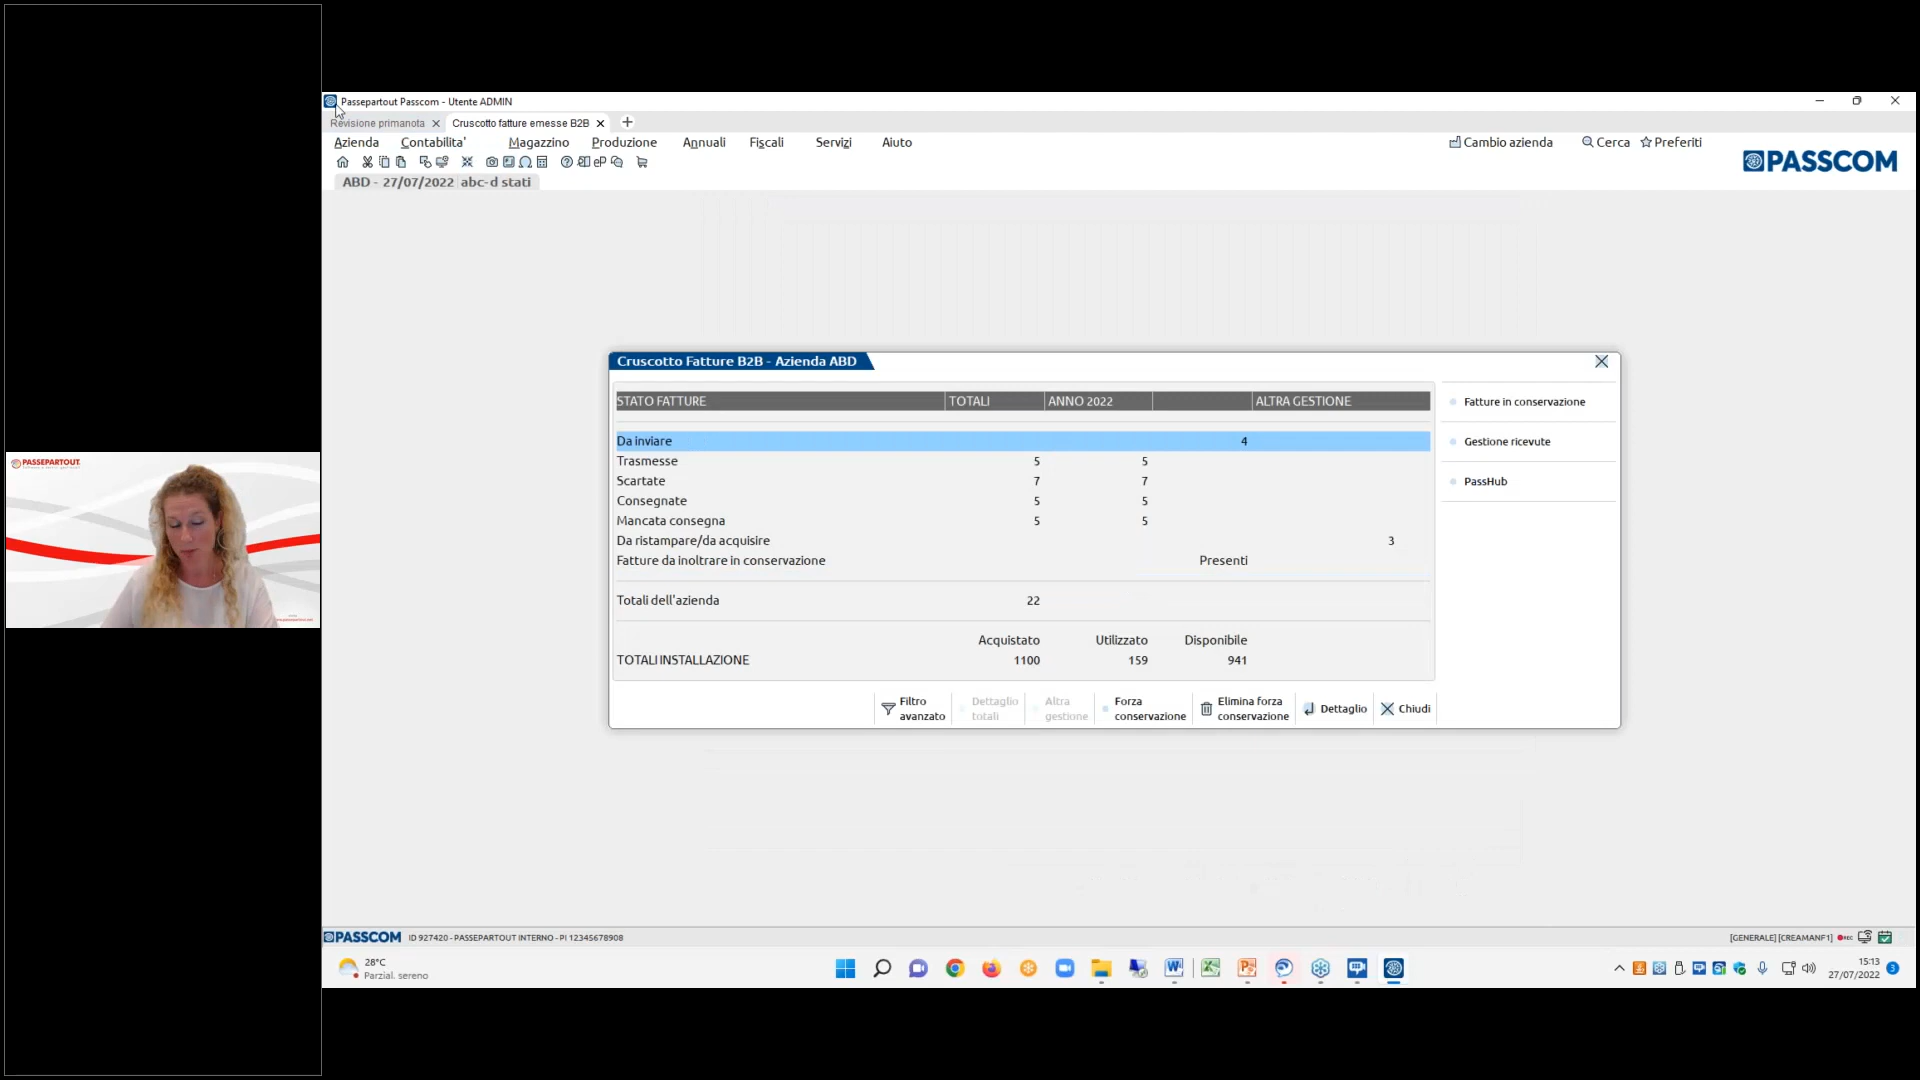 Passepartout Passcom - Utente ADMIN
Revisione primanota
Cruscotto fatture emesse B2B
Azienda Contabilita' Magazzino Produzione Annuali Fiscali Servizi Aiuto
Cambio azienda Cerca Preferiti
PASSCOM
ABD - 27/07/2022 abc-d stati
Cruscotto Fatture B2B - Azienda ABD
STATO FATTURE TOTALI ANNO 2022 ALTRA GESTIONE
Da inviare 4
Trasmesse 5 5
Scartate 7 7
Consegnate 5 5
Mancata consegna 5 5
Da ristampare/da acquisire 3
Fatture da inoltrare in conservazione Presenti
Totali dell'azienda 22
Acquistato Utilizzato Disponibile
TOTALI INSTALLAZIONE 1100 159 941
Fatture in conservazione
Gestione ricevute
PassHub
Filtro avanzato
Dettaglio totali
Altra gestione
Forza conservazione
Elimina forza conservazione
Dettaglio
Chiudi
PASSEPARTOUT
PASSCOM ID 927420 - PASSEPARTOUT INTERNO - PI 12345678908
[GENERALE] [CREAMANF1] REC
28°C
Parzial. sereno
15:13
27/07/2022
3